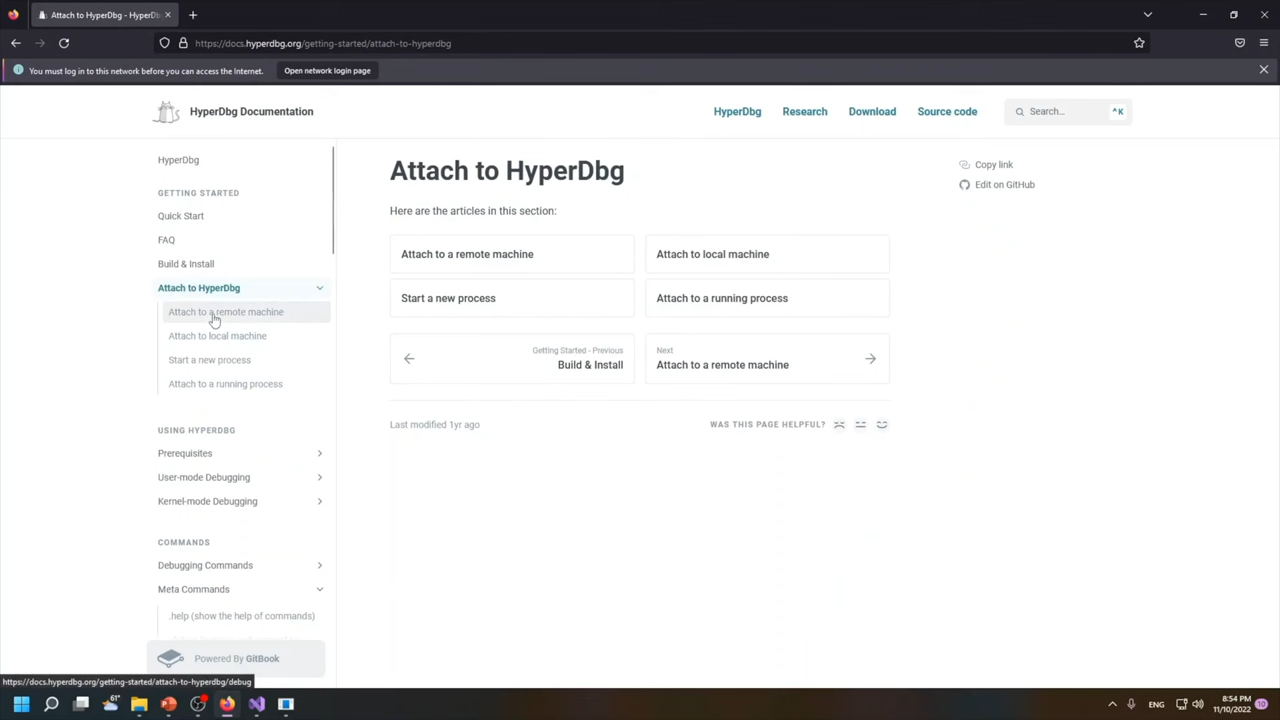 Attach to HyperDbg - HyperDb
https://docs.hyperdbg.org/getting-started/attach-to-hyperdbg
You must log in to this network before you can access the Internet.
Open network login page
HyperDbg Documentation
HyperDbg
Research
Download
Source code
Search...
^K
HyperDbg
GETTING STARTED
Quick Start
FAQ
Build & Install
Attach to HyperDbg
Attach to a remote machine
Attach to local machine
Start a new process
Attach to a running process
USING HYPERDBG
Prerequisites
User-mode Debugging
Kernel-mode Debugging
COMMANDS
Debugging Commands
Meta Commands
.help (show the help of commands)
Powered By GitBook
Attach to HyperDbg
Here are the articles in this section:
Attach to a remote machine
Attach to local machine
Start a new process
Attach to a running process
Getting Started - Previous
Build & Install
Next
Attach to a remote machine
Last modified 1yr ago
WAS THIS PAGE HELPFUL?
Copy link
Edit on GitHub
https://docs.hyperdbg.org/getting-started/attach-to-hyperdbg/debug
61°
ENG
8:54 PM
11/10/2022
10